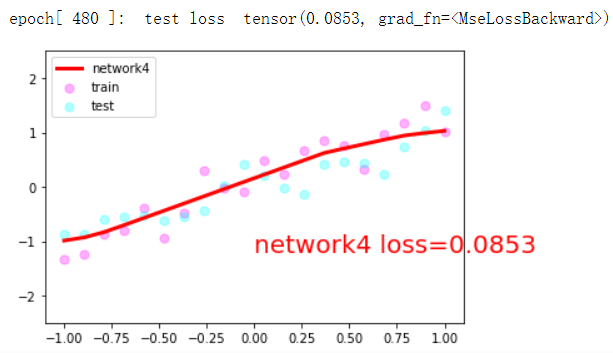 epoch[ 480 ]:  test loss  tensor(0.0853, grad_fn=<MseLossBackward>)
network4
train
test
2
1
0
−1
−2
network4 loss=0.0853
−1.00 −0.75 −0.50 −0.25 0.00 0.25 0.50 0.75 1.00